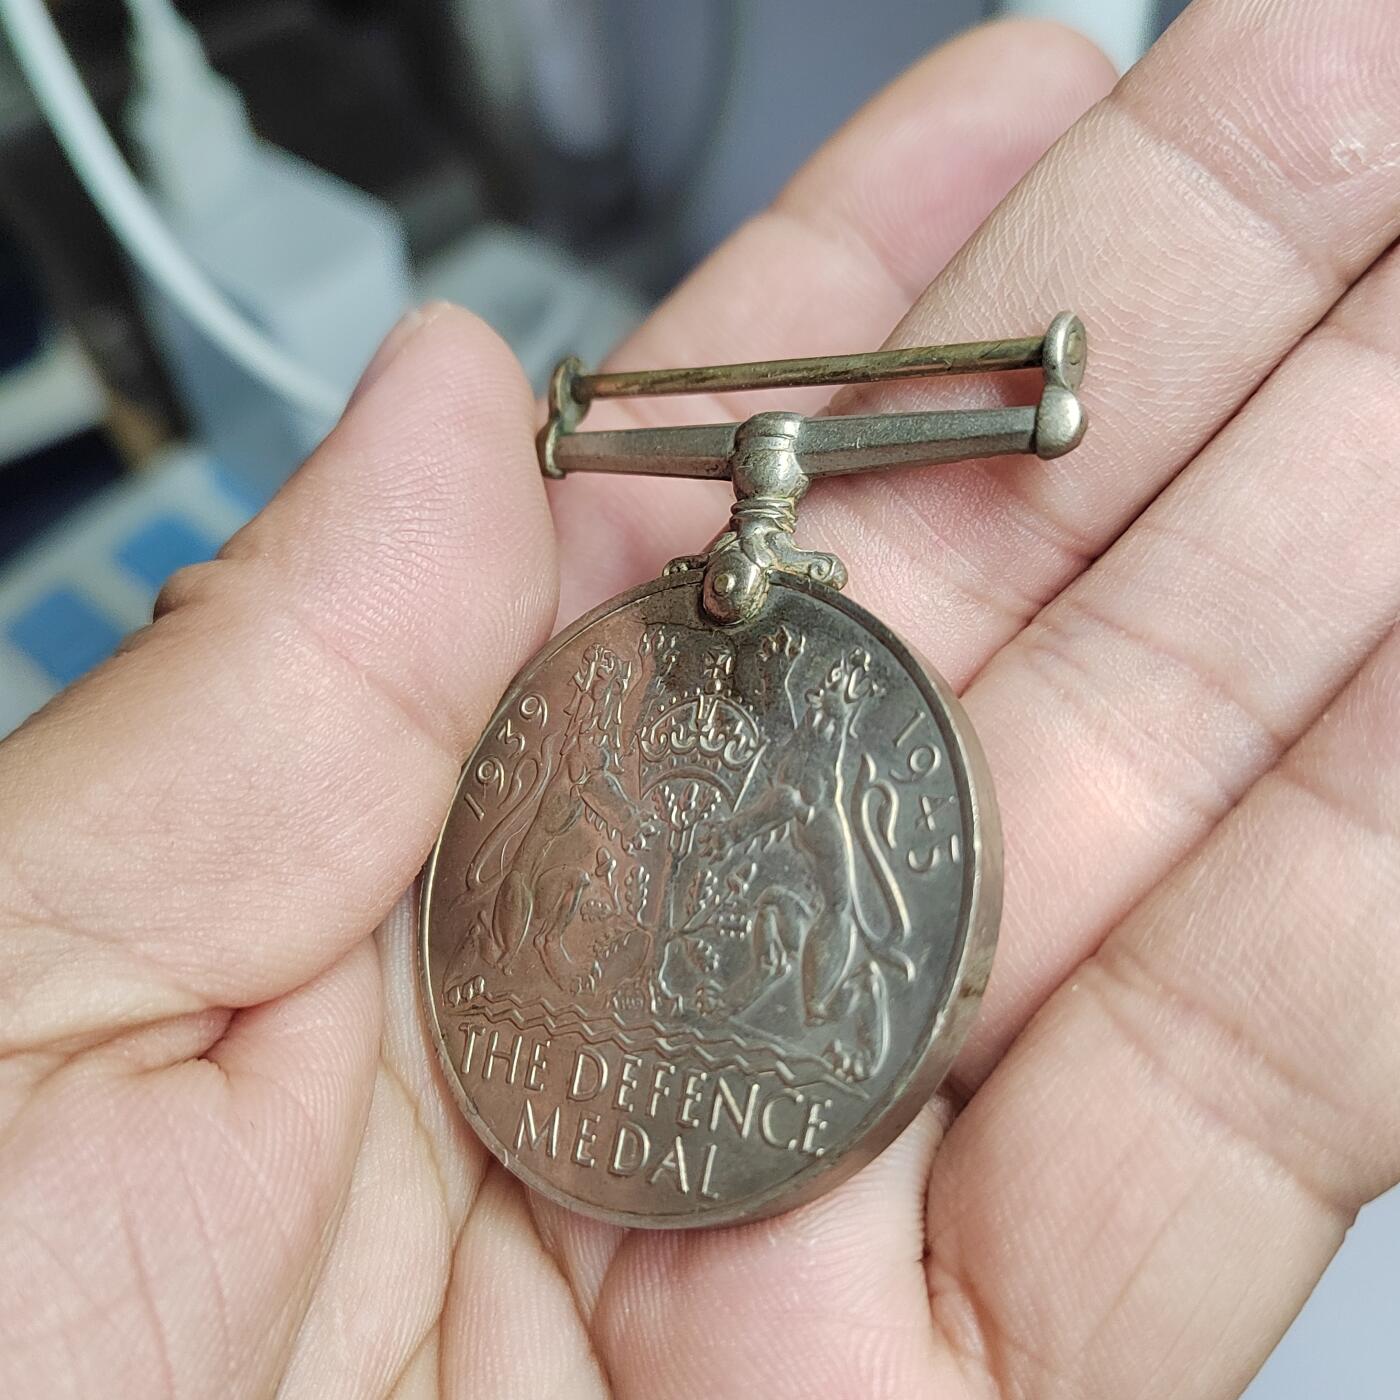 1939
1945
THE DEFENCE
MEDAL